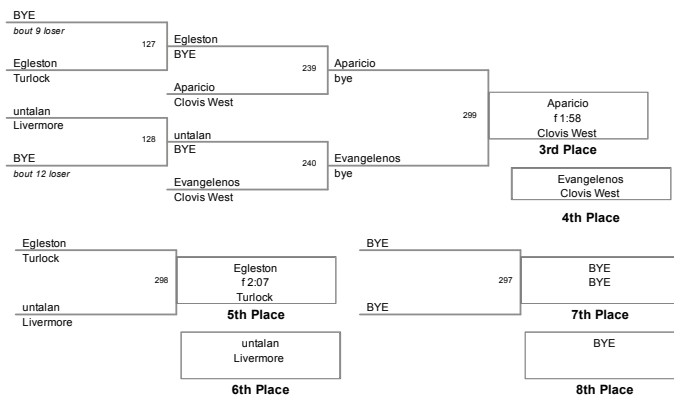 BYE
bout 9 loser
127
Egleston
Turlock
Egleston
BYE
239
Aparicio
Clovis West
Aparicio
bye
untalan
Livermore
128
BYE
bout 12 loser
untalan
BYE
240
Evangelenos
Clovis West
Evangelenos
bye
299
Aparicio
f 1:58
Clovis West
3rd Place
Evangelenos
Clovis West
4th Place
Egleston
Turlock
298
untalan
Livermore
Egleston
f 2:07
Turlock
5th Place
untalan
Livermore
6th Place
BYE
297
BYE
BYE
BYE
7th Place
BYE
8th Place